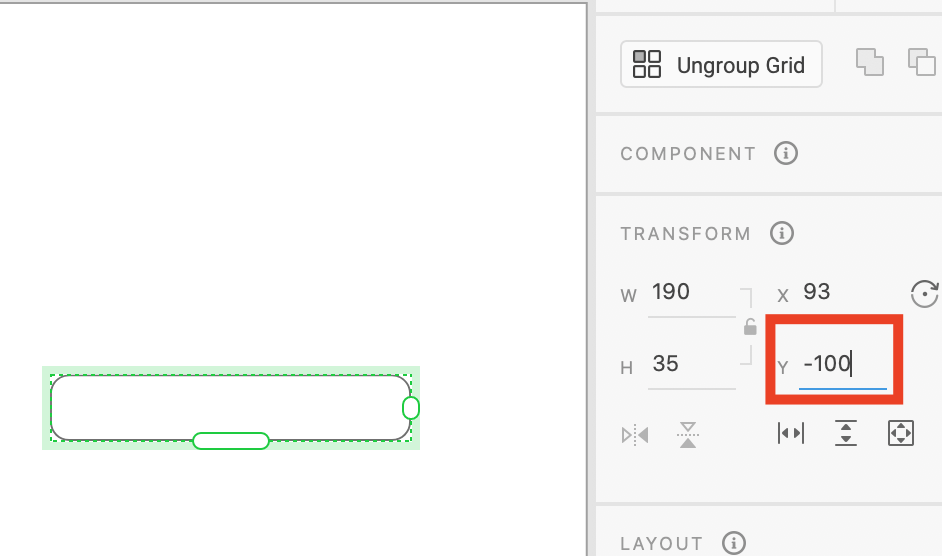 Ungroup Grid
COMPONENT
TRANSFORM
W 190 X 93
H 35 Y -100
LAYOUT